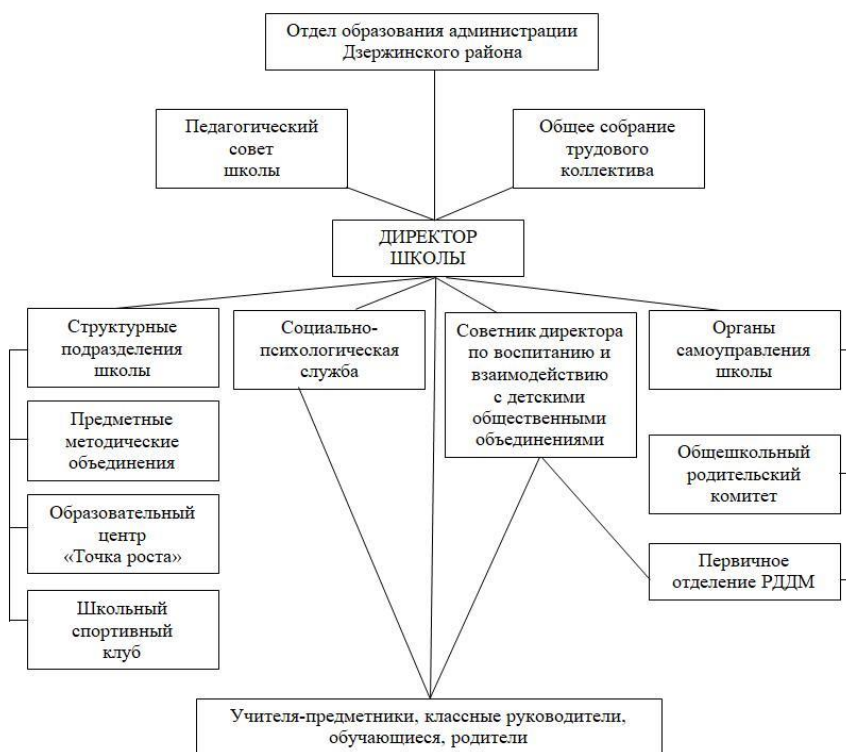 Отдел образования администрации
Дзержинского района
Педагогический
совет
школы
Общее собрание
трудового
коллектива
ДИРЕКТОР
ШКОЛЫ
Структурные
подразделения
школы
Социально-
психологическая
служба
Советник директора
по воспитанию и
взаимодействию
с детскими
общественными
объединениями
Органы
самоуправления
школы
Предметные
методические
объединения
Общешкольный
родительский
комитет
Образовательный
центр
«Точка роста»
Первичное
отделение РДДМ
Школьный
спортивный
клуб
Учителя-предметники, классные руководители,
обучающиеся, родители